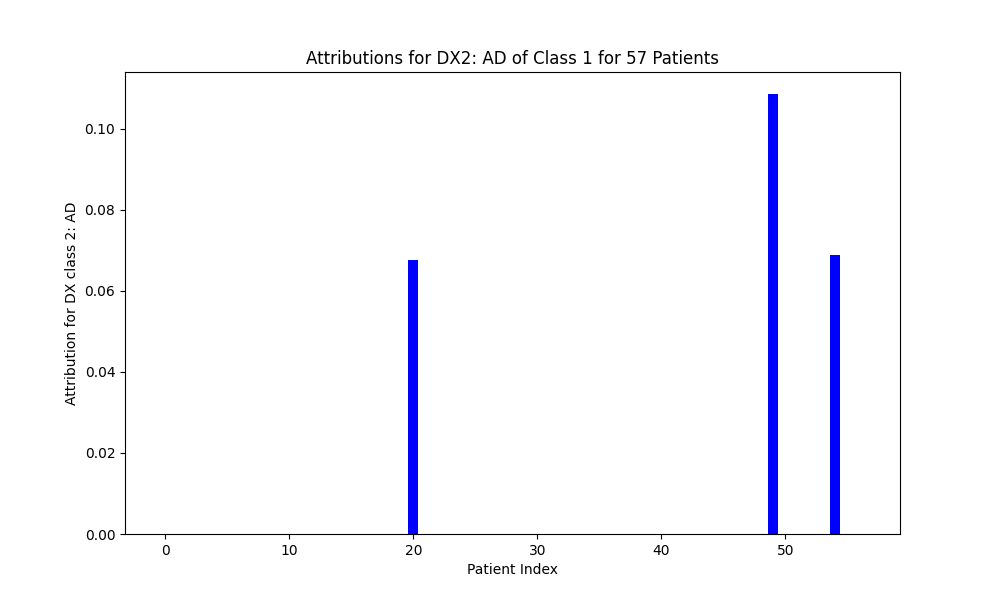 Attributions for DX2: AD of Class 1 for 57 Patients
Attribution for DX class 2: AD
0.10
0.08
0.06
0.04
0.02
0.00
0 10 20 30 40 50
Patient Index